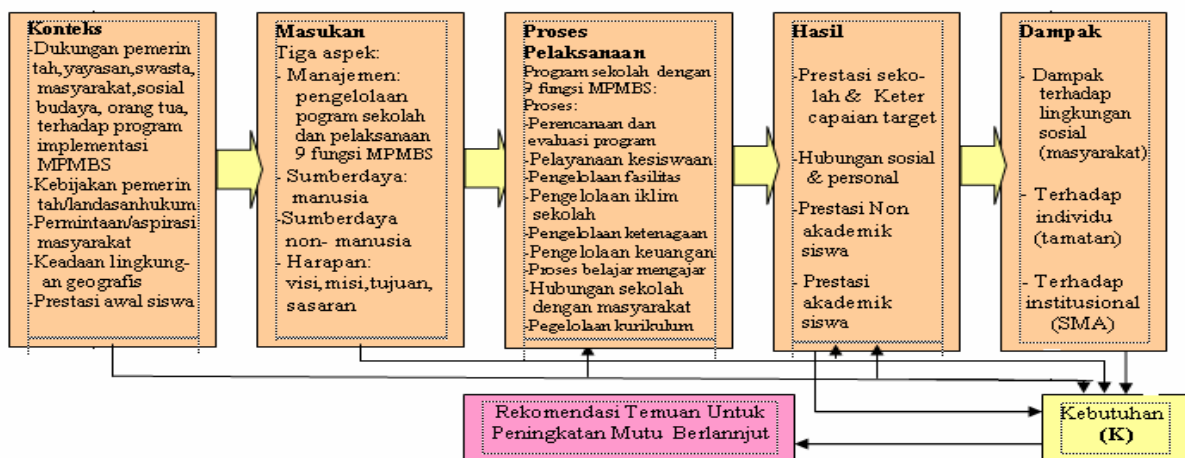 Konteks
-Dukungan pemerin
tah,yayasan,swasta,
masyarakat,sosial
budaya, orang tua,
terhadap program
implementasi
MPMBS
-Kebijakan pemerin
tah/landasanhukum
-Permintaan/aspirasi
masyarakat
-Keadaan lingkung-
an geografis
-Prestasi awal siswa
Masukan
Tiga aspek:
- Manajemen:
pengelolaan
pogram sekolah
dan pelaksanaan
9 fungsi MPMBS
- Sumberdaya:
manusia
-Sumberdaya
non- manusia
- Harapan:
visi,misi,tujuan,
sasaran
Proses
Pelaksanaan
Program sekolah dengan
9 fungsi MPMBS:
Proses:
-Perencanaan dan
evaluasi program
-Pelayanaan kesiswaan
-Pengelolaan fasilitas
-Pengelolaan iklim
sekolah
-Pengelolaan ketenagaan
-Pengelolaan keuangan
-Proses belajar mengajar
-Hubungan sekolah
dengan masyarakat
-Pegelolaan kurikulum
Hasil
-Prestasi seko-
lah & Keter
capaian target
-Hubungan sosial
& personal
-Prestasi Non
akademik
siswa
- Prestasi
akademik
siswa
Dampak
- Dampak
terhadap
lingkungan
sosial
(masyarakat)
- Terhadap
individu
(tamatan)
- Terhadap
institusional
(SMA)
Rekomendasi Temuan Untuk
Peningkatan Mutu Berlannjut
Kebutuhan
(K)